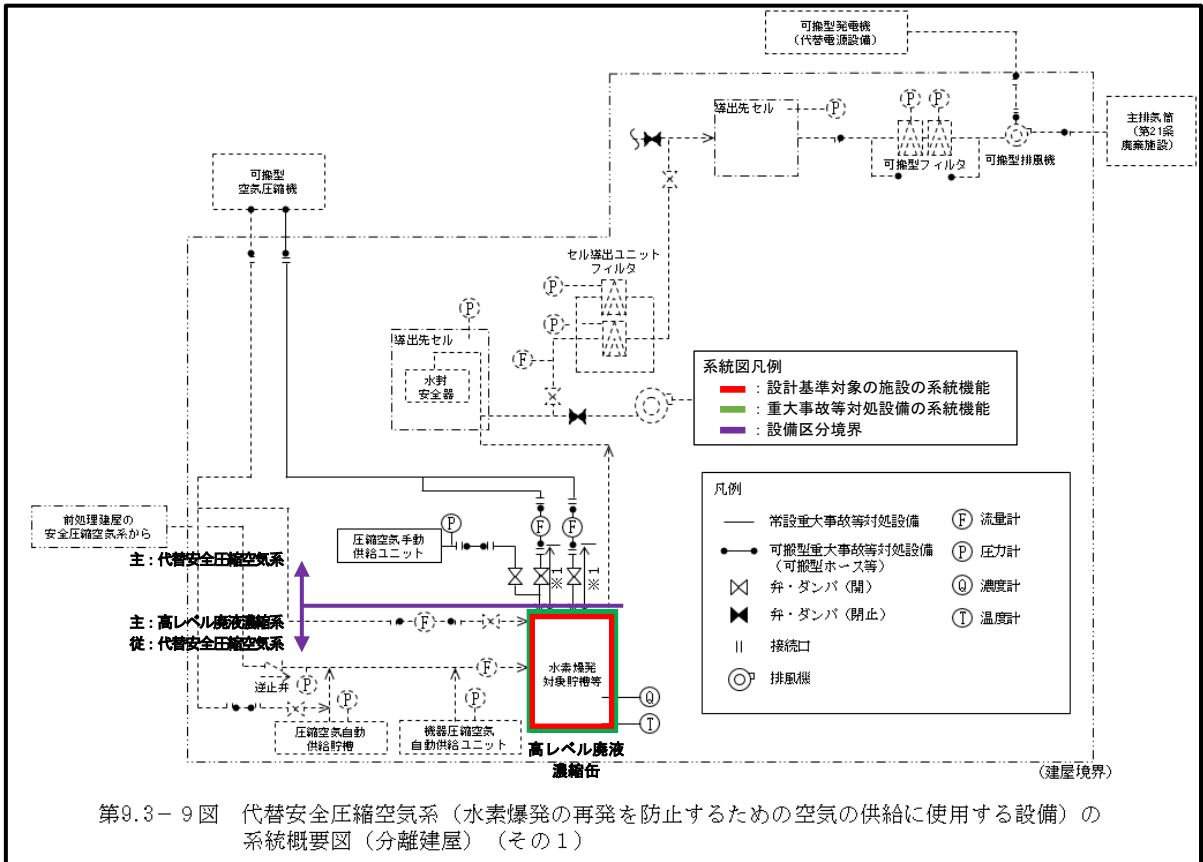 可搬型発電機
(代替電源設備)
導出先セル
P
P
P
主排気筒
(第21条
廃棄施設)
可搬型フィルタ
可搬型排風機
可搬型
空気圧縮機
セル導出ユニット
フィルタ
P
P
P
導出先セル
F
水封
安全器
系統図凡例
:設計基準対象の施設の系統機能
:重大事故等対処設備の系統機能
:設備区分境界
前処理建屋の
安全圧縮空気系から
圧縮空気手動
供給ユニット
P
F
F
※1
※1
主:代替安全圧縮空気系
主:高レベル廃液濃縮系
従:代替安全圧縮空気系
F
F
逆止弁
P
P
P
圧縮空気自動
供給貯槽
機器圧縮空気
自動供給ユニット
水素爆発
対象貯槽等
Q
T
高レベル廃液
濃縮缶
凡例
常設重大事故等対処設備
可搬型重大事故等対処設備
(可搬型ホース等)
弁・ダンパ(開)
弁・ダンパ(閉止)
接続口
排風機
F 流量計
P 圧力計
Q 濃度計
T 温度計
(建屋境界)
第9.3-9図 代替安全圧縮空気系(水素爆発の再発を防止するための空気の供給に使用する設備)の
系統概要図(分離建屋)(その1)